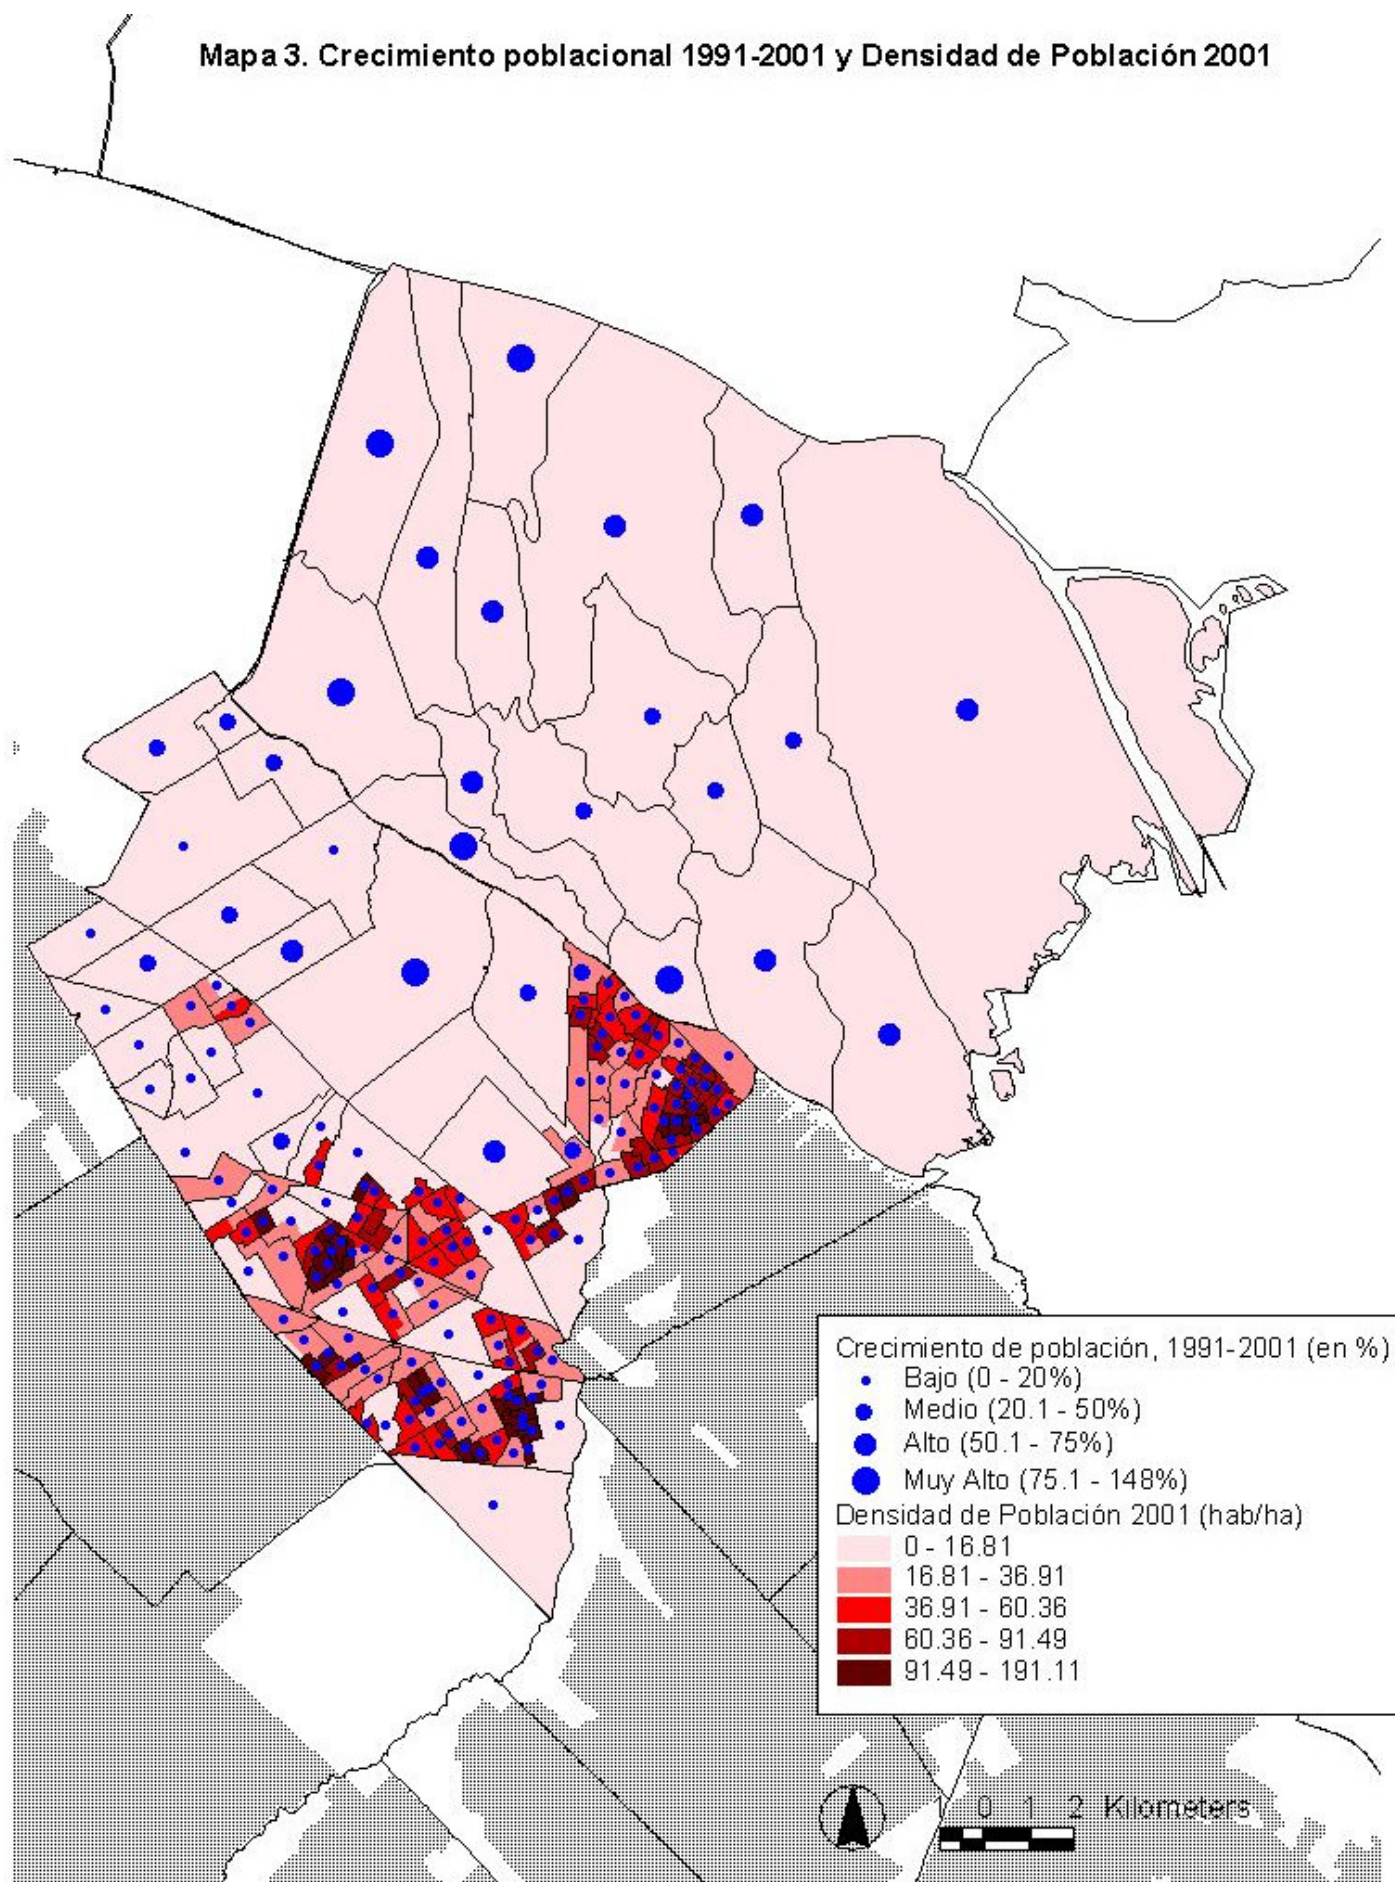 Mapa 3. Crecimiento poblacional 1991-2001 y Densidad de Población 2001
Crecimiento de población, 1991-2001 (en %)
Bajo (0 - 20%)
Medio (20.1 - 50%)
Alto (50.1 - 75%)
Muy Alto (75.1 - 148%)
Densidad de Población 2001 (hab/ha)
0 - 16.81
16.81 - 36.91
36.91 - 60.36
60.36 - 91.49
91.49 - 191.11
1 0 1 2 Kilometers